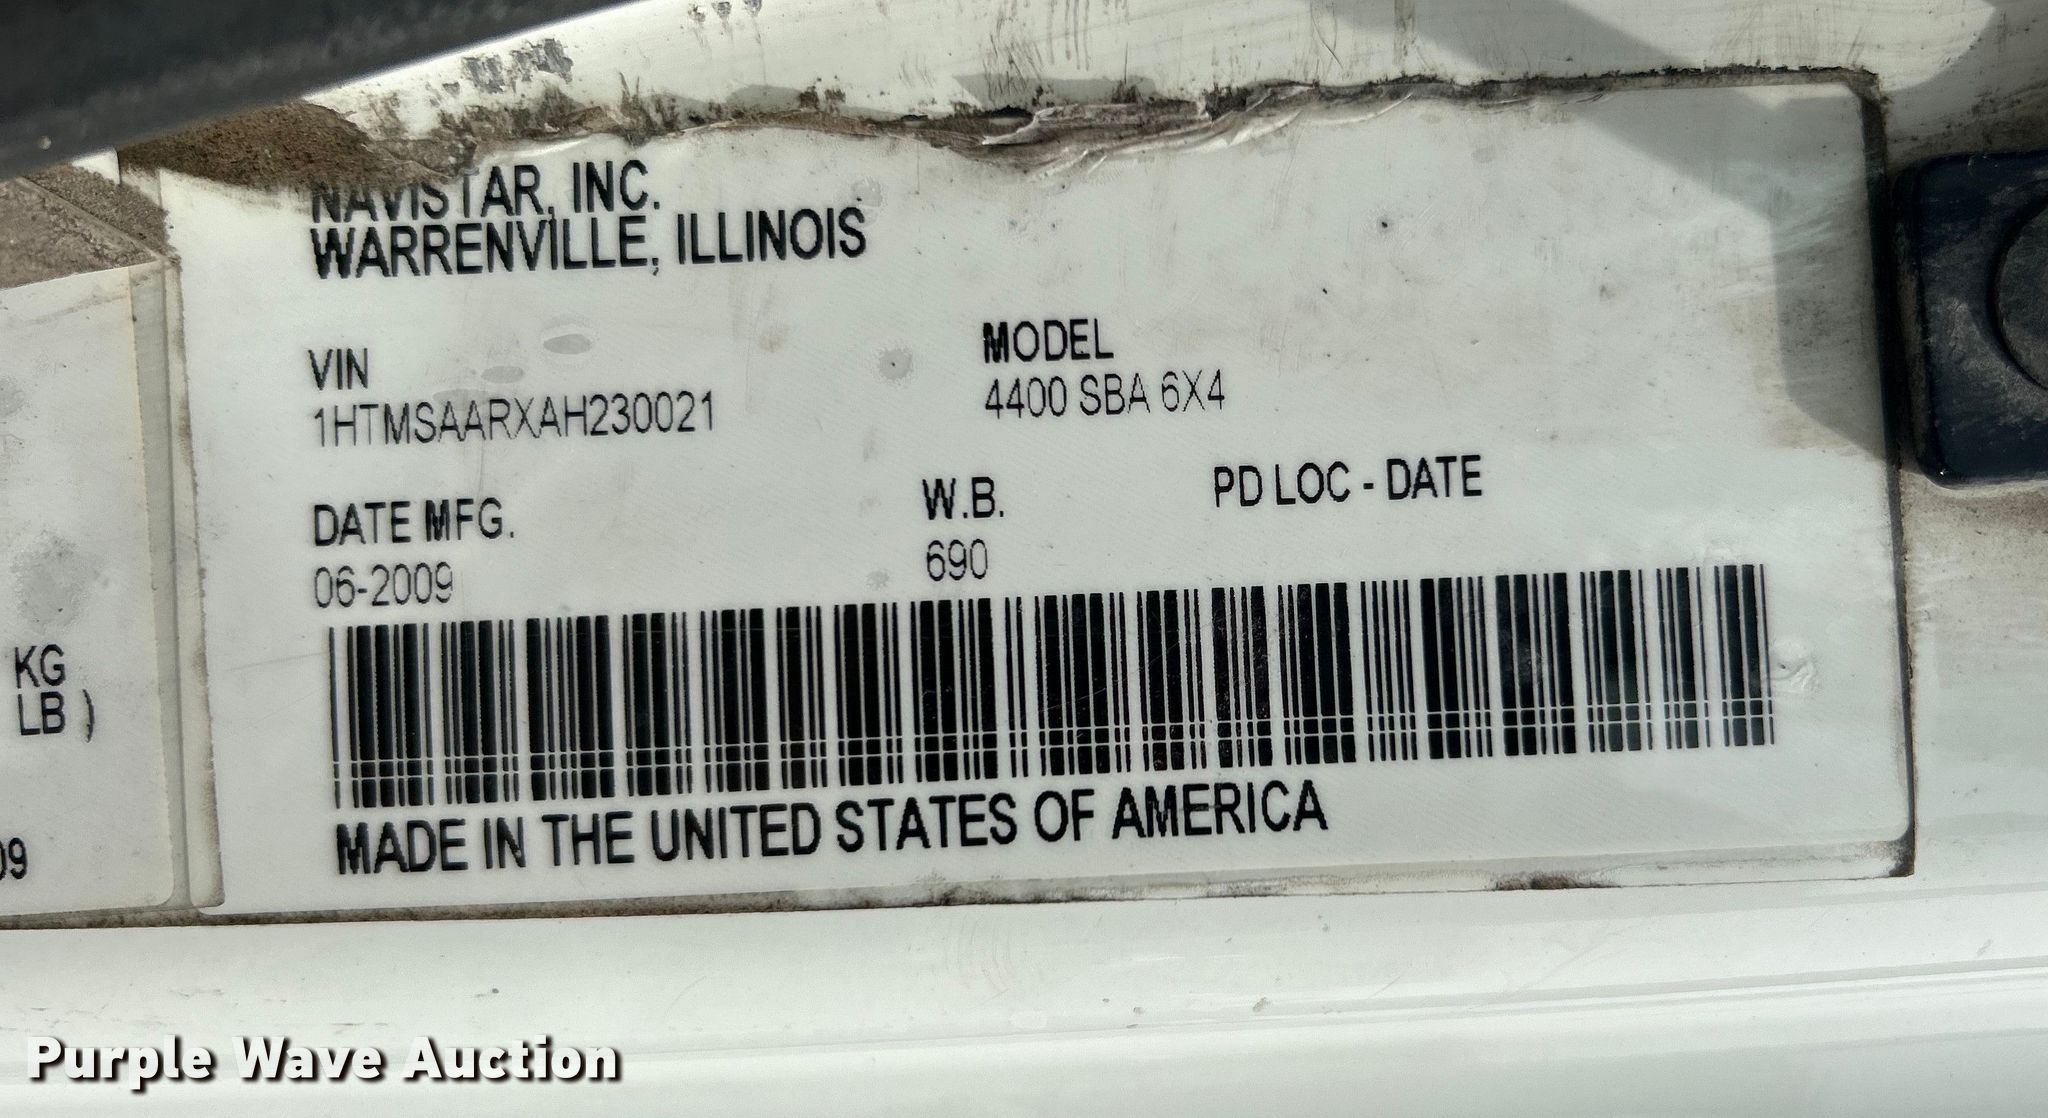 NAVISTAR, INC.
WARRENVILLE, ILLINOIS
VIN
1HTMSAARXAH230021
MODEL
4400 SBA 6X4
DATE MFG.
06-2009
W.B.
690
PD LOC - DATE
MADE IN THE UNITED STATES OF AMERICA
KG
LB )
09
Purple Wave Auction